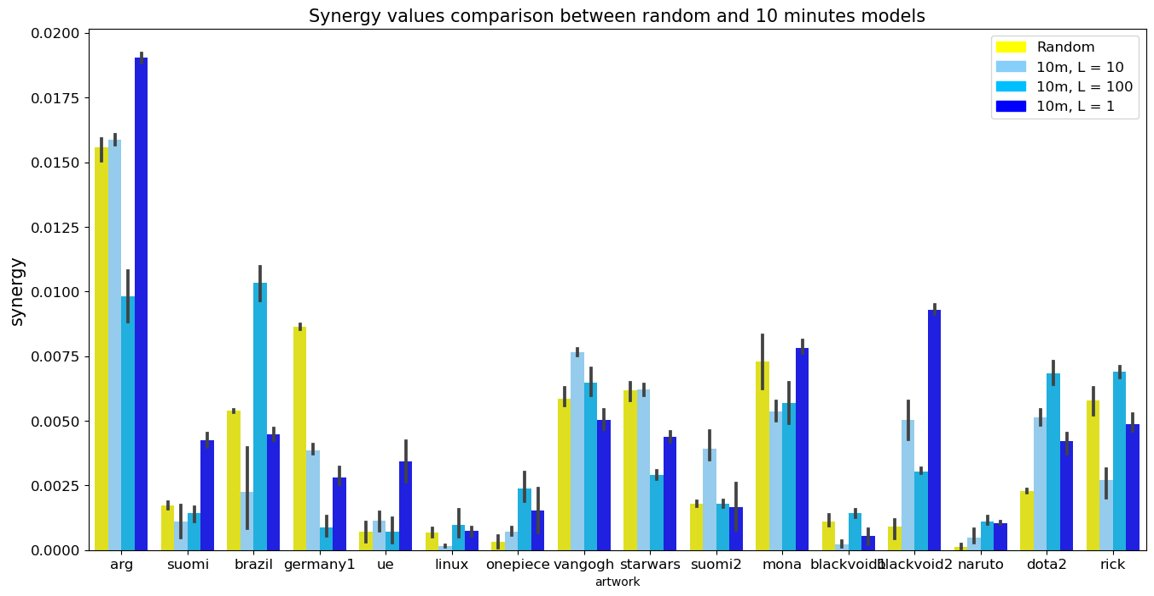 Synergy values comparison between random and 10 minutes models
Random
10m, L = 10
10m, L = 100
10m, L = 1
0.0200
0.0175
0.0150
0.0125
0.0100
0.0075
0.0050
0.0025
0.0000
synergy
arg suomi brazil germany1 ue linux onepiece vangogh starwars suomi2 mona blackvoid1 blackvoid2 naruto dota2 rick
artwork